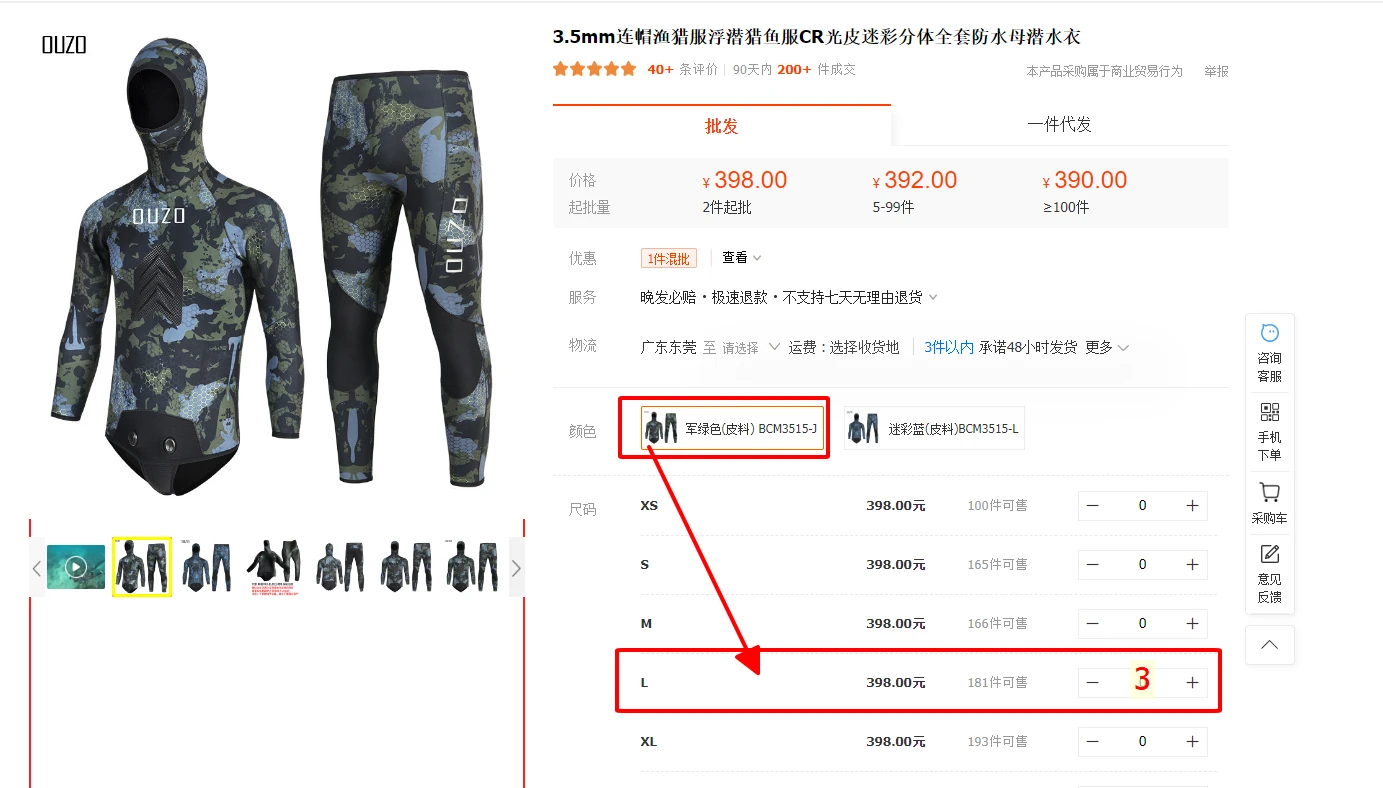 OUZO
OUZO
OUZO
3.5mm连帽渔猎服浮潜猎鱼服CR光皮迷彩分体全套防水母潜水衣
40+ 条评价 90天内 200+ 件成交
本产品采购属于商业贸易行为 举报
批发 一件代发
价格 ¥398.00 ¥392.00 ¥390.00
起批量 2件起批 5-99件 ≥100件
优惠 1件混批 查看
服务 晚发必赔・极速退款・不支持七天无理由退货
物流 广东东莞 至 请选择 运费：选择收货地 3件以内 承诺48小时发货 更多
颜色 军绿色(皮料) BCM3515-J 迷彩蓝(皮料)BCM3515-L
尺码 XS 398.00元 100件可售 － 0 ＋
S 398.00元 165件可售 － 0 ＋
M 398.00元 166件可售 － 0 ＋
L 398.00元 181件可售 － 3 ＋
XL 398.00元 193件可售 － 0 ＋
咨询
客服
手机
下单
采购车
意见
反馈